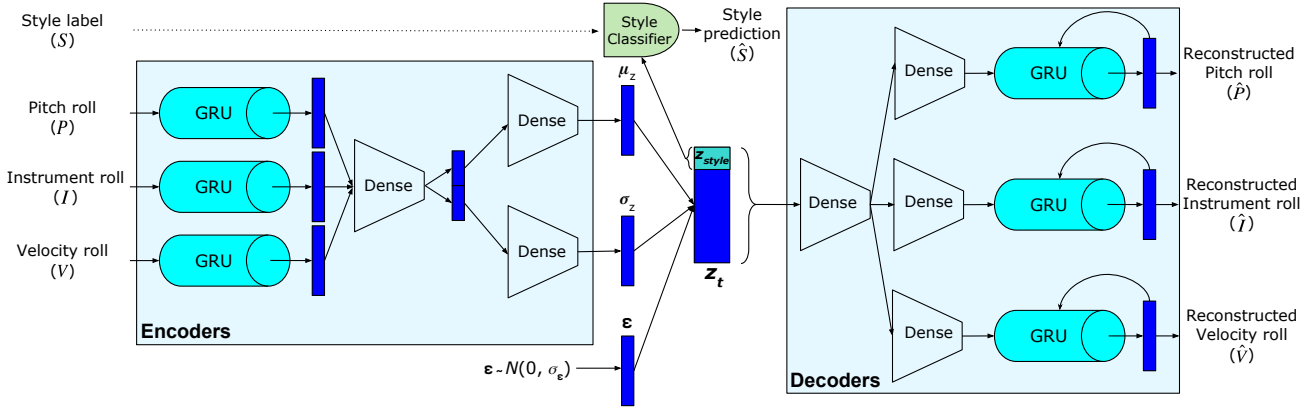 Style label
(S)
Style
Classifier
Style
prediction
(Ŝ)
Pitch roll
(P)
Instrument roll
(I)
Velocity roll
(V)
GRU
GRU
GRU
Dense
Dense
Dense
Encoders
μz
σz
ε
ε~N(0, σε)
zstyle
zt
Dense
Dense
Dense
Dense
GRU
GRU
GRU
Decoders
Reconstructed
Pitch roll
(P̂)
Reconstructed
Instrument roll
(Î)
Reconstructed
Velocity roll
(V̂)